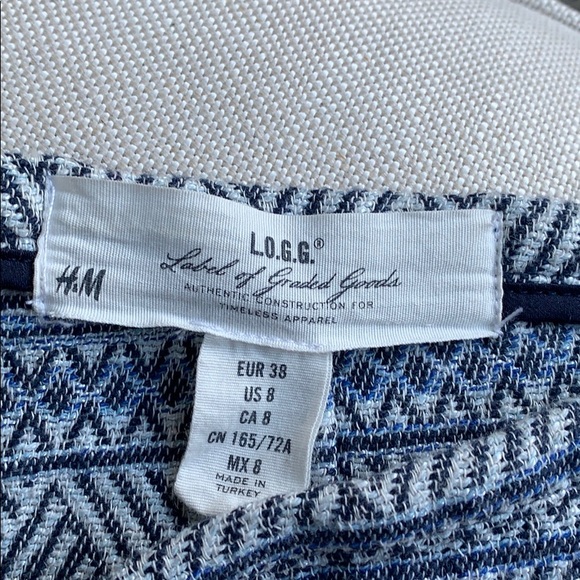 L.O.G.G.®
Label of Graded Goods
H&M
AUTHENTIC CONSTRUCTION FOR
TIMELESS APPAREL
EUR 38
US 8
CA 8
CN 165/72A
MX 8
MADE IN
TURKEY